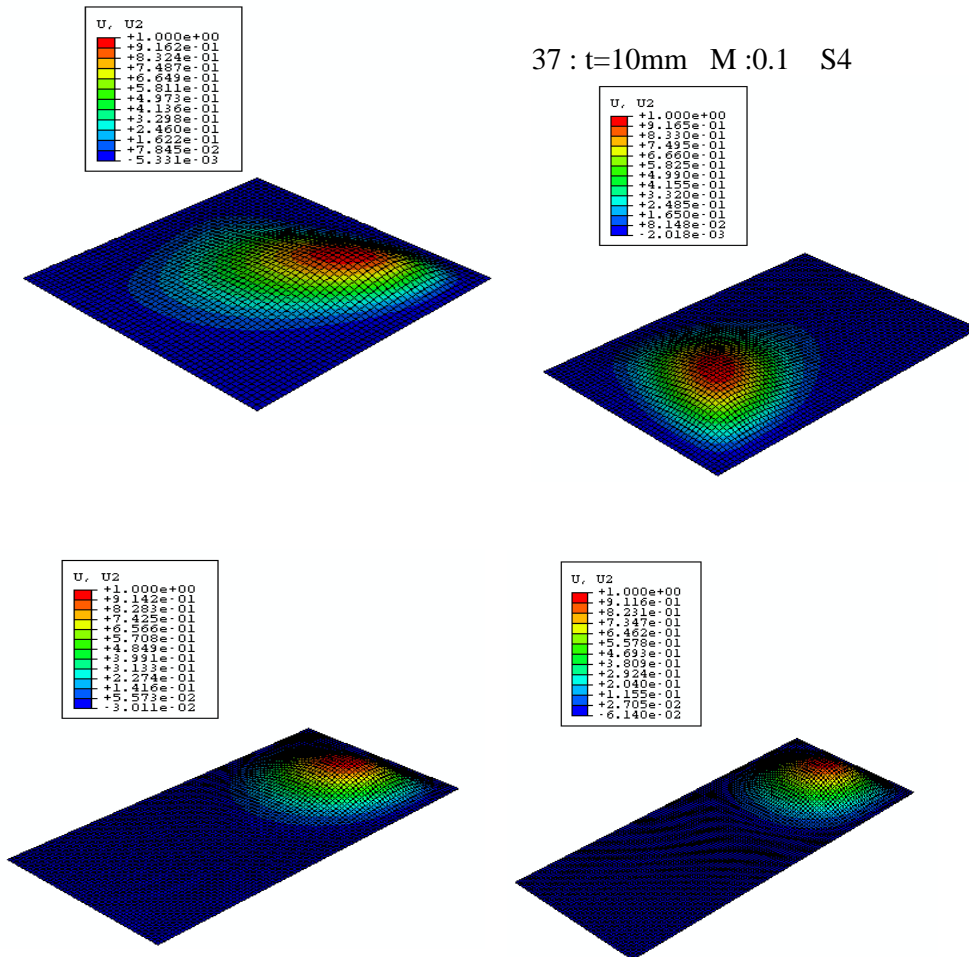 U, U2
+1.000e+00
+9.162e-01
+8.324e-01
+7.487e-01
+6.649e-01
+5.811e-01
+4.973e-01
+4.136e-01
+3.298e-01
+2.460e-01
+1.622e-01
+7.845e-02
-5.331e-03
37 : t=10mm M :0.1 S4
U, U2
+1.000e+00
+9.165e-01
+8.330e-01
+7.495e-01
+6.660e-01
+5.825e-01
+4.990e-01
+4.155e-01
+3.320e-01
+2.485e-01
+1.650e-01
+8.148e-02
-2.018e-03
U, U2
+1.000e+00
+9.142e-01
+8.283e-01
+7.425e-01
+6.566e-01
+5.708e-01
+4.849e-01
+3.991e-01
+3.133e-01
+2.274e-01
+1.416e-01
+5.573e-02
-3.011e-02
U, U2
+1.000e+00
+9.116e-01
+8.231e-01
+7.347e-01
+6.462e-01
+5.578e-01
+4.693e-01
+3.809e-01
+2.924e-01
+2.040e-01
+1.155e-01
+2.705e-02
-6.140e-02